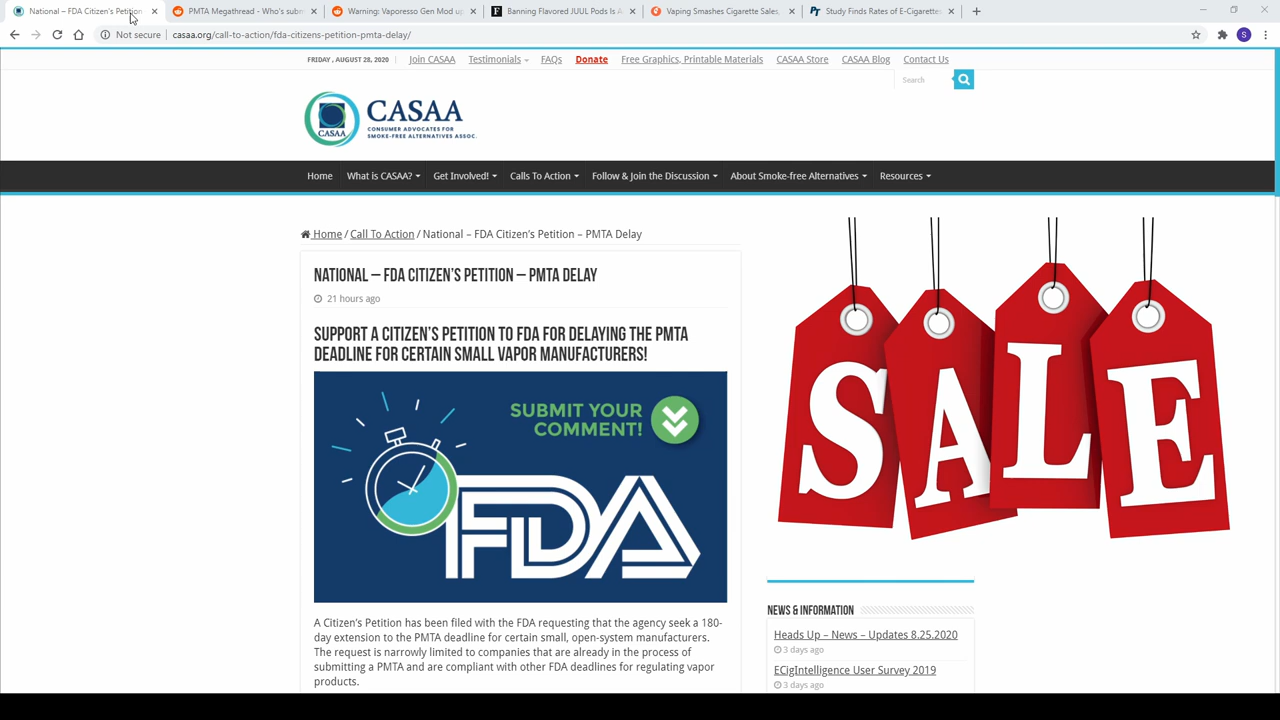 National – FDA Citizen's Petition
PMTA Megathread - Who's subm
Warning: Vaporesso Gen Mod up
Banning Flavored JUUL Pods Is A
Vaping Smashes Cigarette Sales,
Study Finds Rates of E-Cigarettes
Not secure | casaa.org/call-to-action/fda-citizens-petition-pmta-delay/
S
FRIDAY , AUGUST 28, 2020
Join CASAA
Testimonials
FAQs
Donate
Free Graphics, Printable Materials
CASAA Store
CASAA Blog
Contact Us
Search
CASAA
CASAA
CONSUMER ADVOCATES FOR
SMOKE-FREE ALTERNATIVES ASSOC.
Home
What is CASAA?
Get Involved!
Calls To Action
Follow & Join the Discussion
About Smoke-free Alternatives
Resources
Home / Call To Action / National – FDA Citizen's Petition – PMTA Delay
NATIONAL – FDA CITIZEN'S PETITION – PMTA DELAY
21 hours ago
SUPPORT A CITIZEN'S PETITION TO FDA FOR DELAYING THE PMTA
DEADLINE FOR CERTAIN SMALL VAPOR MANUFACTURERS!
SUBMIT YOUR
COMMENT!
FDA
A Citizen's Petition has been filed with the FDA requesting that the agency seek a 180-
day extension to the PMTA deadline for certain small, open-system manufacturers.
The request is narrowly limited to companies that are already in the process of
submitting a PMTA and are compliant with other FDA deadlines for regulating vapor
products.
SALE
NEWS & INFORMATION
Heads Up – News – Updates 8.25.2020
3 days ago
ECigIntelligence User Survey 2019
3 days ago